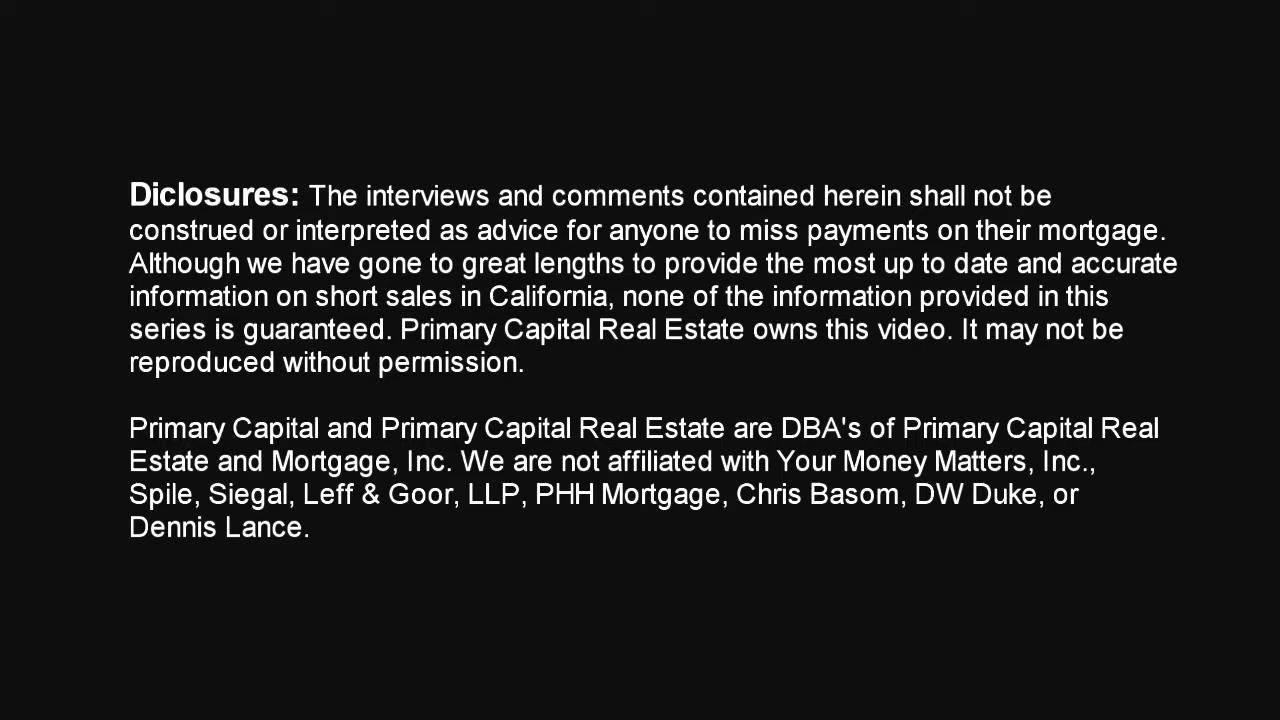 Diclosures: The interviews and comments contained herein shall not be
construed or interpreted as advice for anyone to miss payments on their mortgage.
Although we have gone to great lengths to provide the most up to date and accurate
information on short sales in California, none of the information provided in this
series is guaranteed. Primary Capital Real Estate owns this video. It may not be
reproduced without permission.
Primary Capital and Primary Capital Real Estate are DBA's of Primary Capital Real
Estate and Mortgage, Inc. We are not affiliated with Your Money Matters, Inc.,
Spile, Siegal, Leff & Goor, LLP, PHH Mortgage, Chris Basom, DW Duke, or
Dennis Lance.